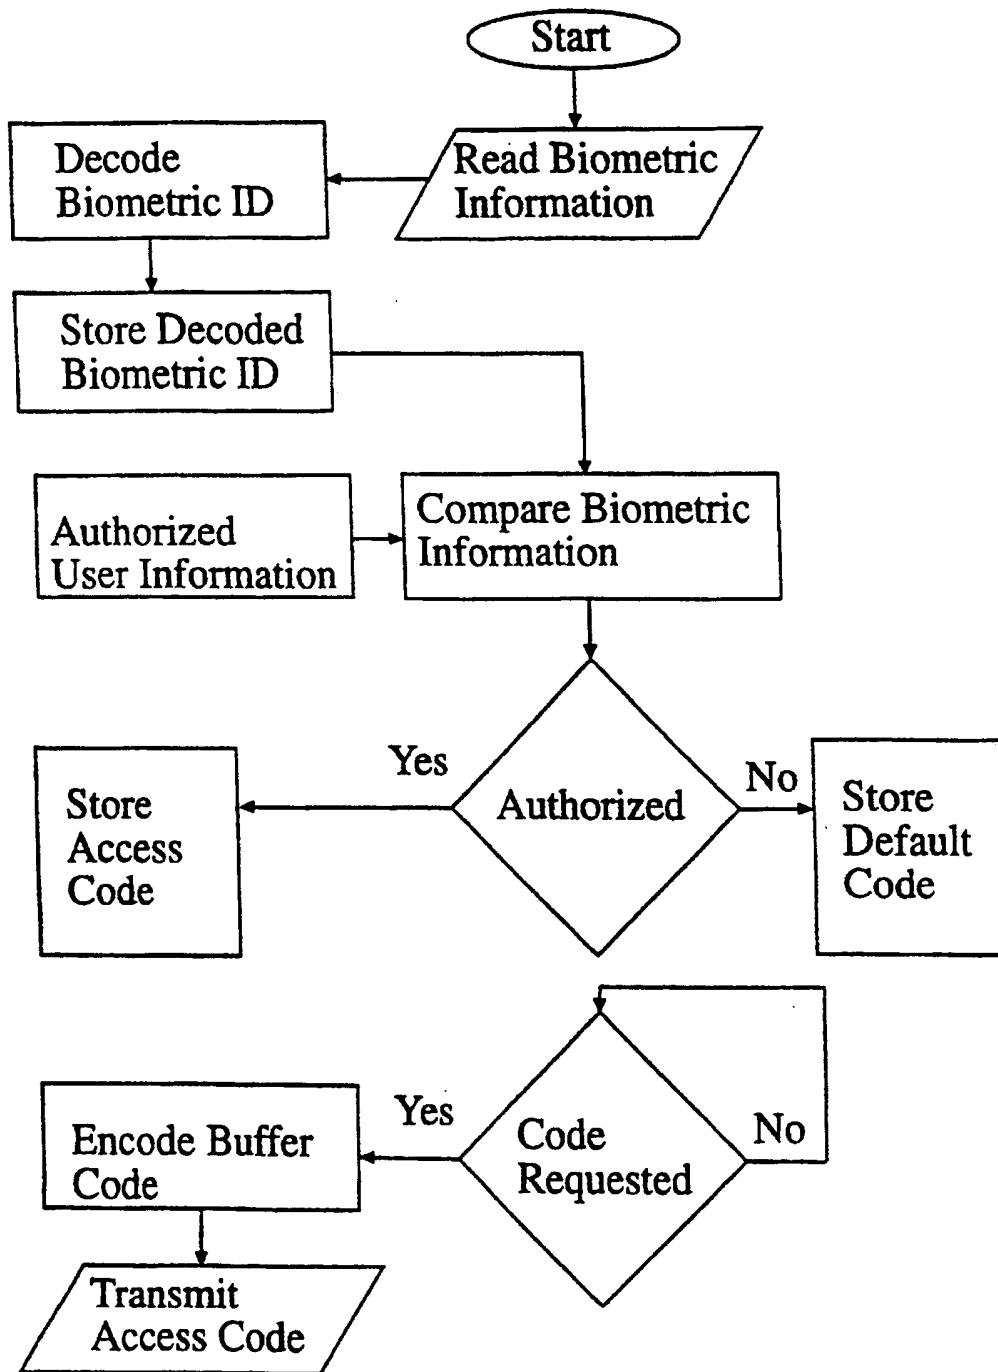 Start
Read Biometric
Information
Decode
Biometric ID
Store Decoded
Biometric ID
Authorized
User Information
Compare Biometric
Information
Authorized
Yes
No
Store
Access
Code
Store
Default
Code
Code
Requested
Yes
No
Encode Buffer
Code
Transmit
Access Code